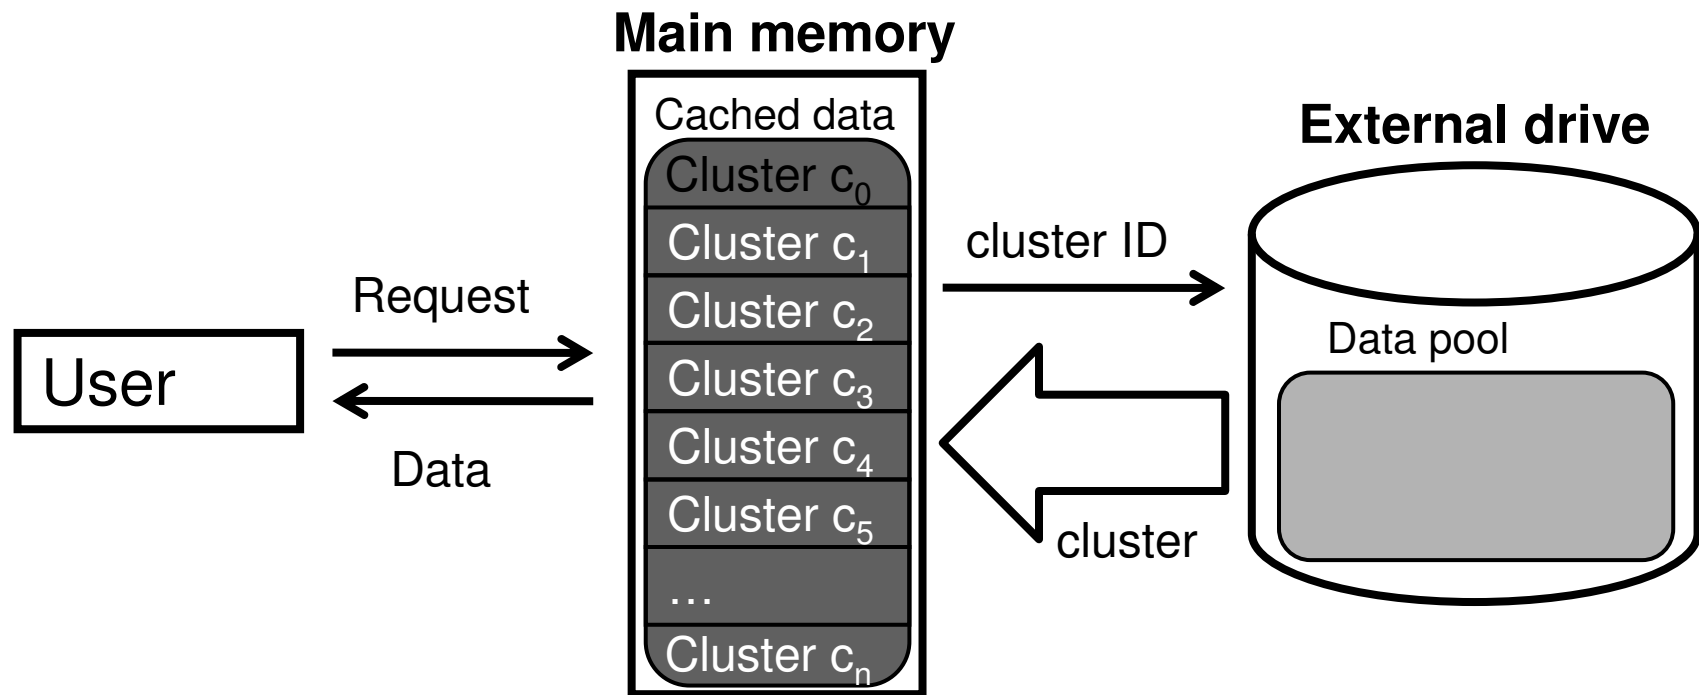 Main memory
Cached data
Cluster c₀
Cluster c₁
Cluster c₂
Cluster c₃
Cluster c₄
Cluster c₅
…
Cluster cₙ
User
Request
Data
cluster ID
cluster
External drive
Data pool